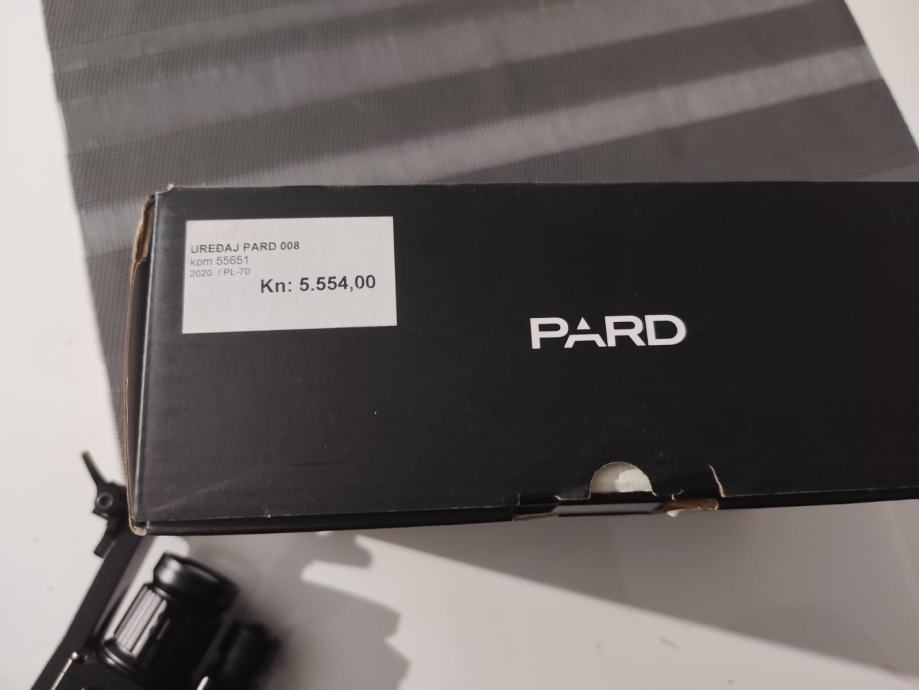 UREĐAJ PARD 008
kom 55651
2020. / PL-70
Kn: 5.554,00
PARD